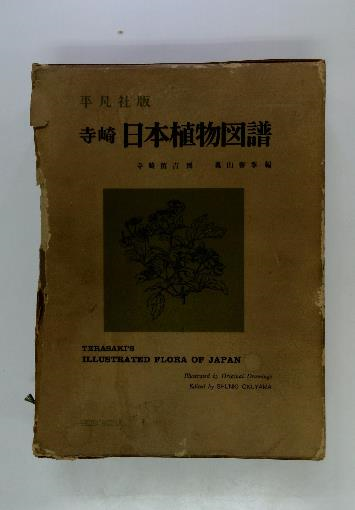 平凡社版
寺崎 日本植物図譜
寺崎留吉図 奥山春季編
TERASAKI'S
ILLUSTRATED FLORA OF JAPAN
Illustrated by Original Drawings
Edited by SHUNKI OKUYAMA